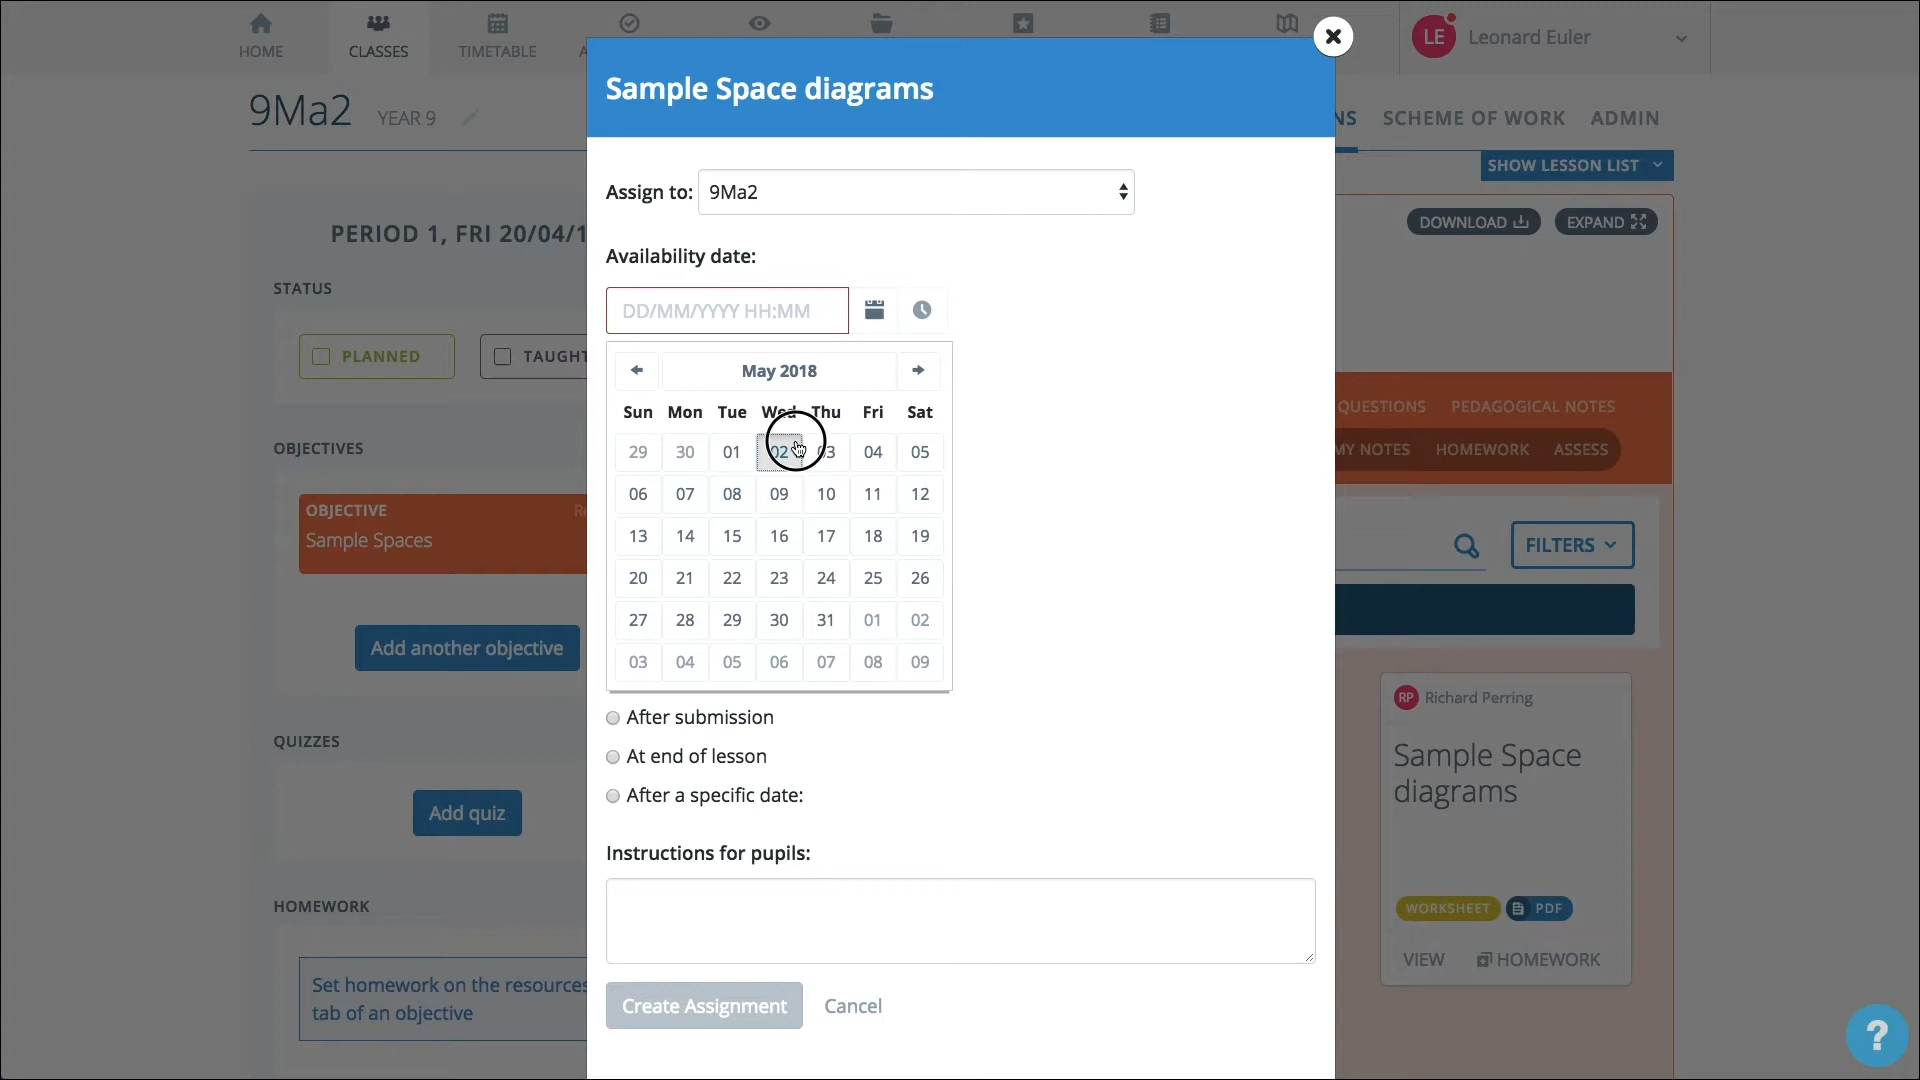 HOME
CLASSES
TIMETABLE
LE
Leonard Euler
9Ma2
YEAR 9
SCHEME OF WORK
ADMIN
SHOW LESSON LIST
PERIOD 1, FRI 20/04/1
STATUS
PLANNED
TAUGHT
OBJECTIVES
OBJECTIVE
Sample Spaces
Add another objective
QUIZZES
Add quiz
HOMEWORK
Set homework on the resources
tab of an objective
Sample Space diagrams
Assign to:
9Ma2
Availability date:
DD/MM/YYYY HH:MM
May 2018
Sun Mon Tue Wed Thu Fri Sat
29 30 01 02 03 04 05
06 07 08 09 10 11 12
13 14 15 16 17 18 19
20 21 22 23 24 25 26
27 28 29 30 31 01 02
03 04 05 06 07 08 09
After submission
At end of lesson
After a specific date:
Instructions for pupils:
Create Assignment
Cancel
DOWNLOAD
EXPAND
QUESTIONS
PEDAGOGICAL NOTES
MY NOTES
HOMEWORK
ASSESS
FILTERS
RP
Richard Perring
Sample Space
diagrams
WORKSHEET
PDF
VIEW
HOMEWORK
?